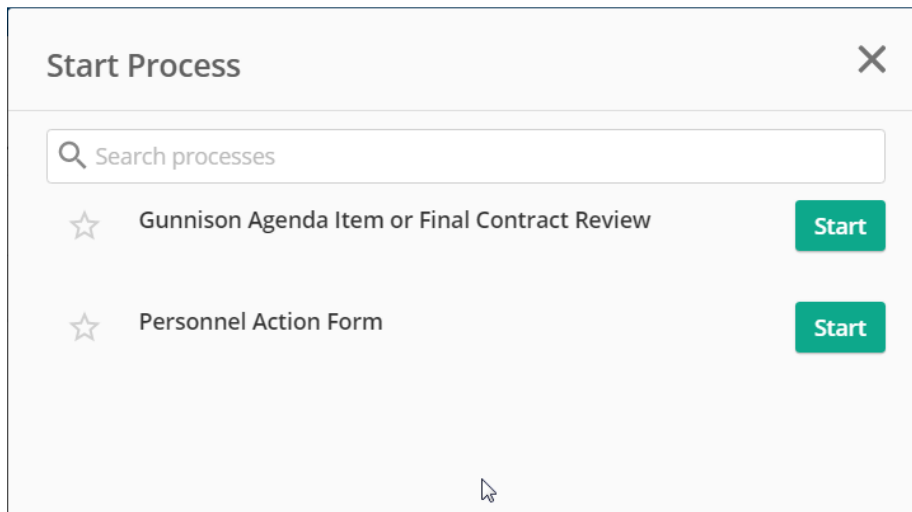 Start Process
Search processes
Gunnison Agenda Item or Final Contract Review
Start
Personnel Action Form
Start